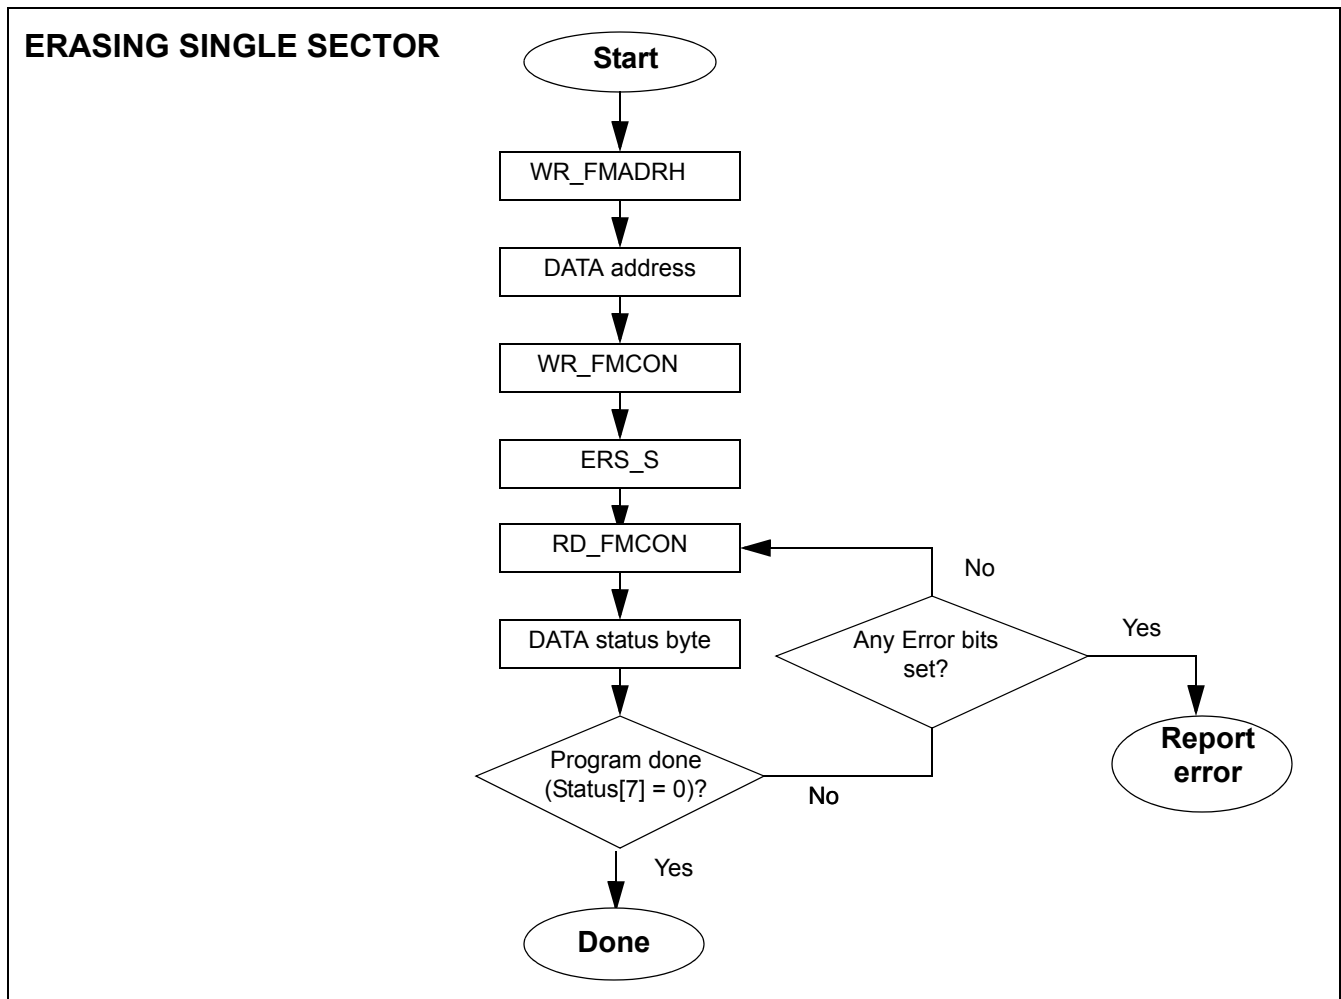 ERASING SINGLE SECTOR
Start
WR_FMADRH
DATA address
WR_FMCON
ERS_S
RD_FMCON
No
DATA status byte
Any Error bits
set?
Yes
Program done
(Status[7] = 0)?
No
Report
error
Yes
Done